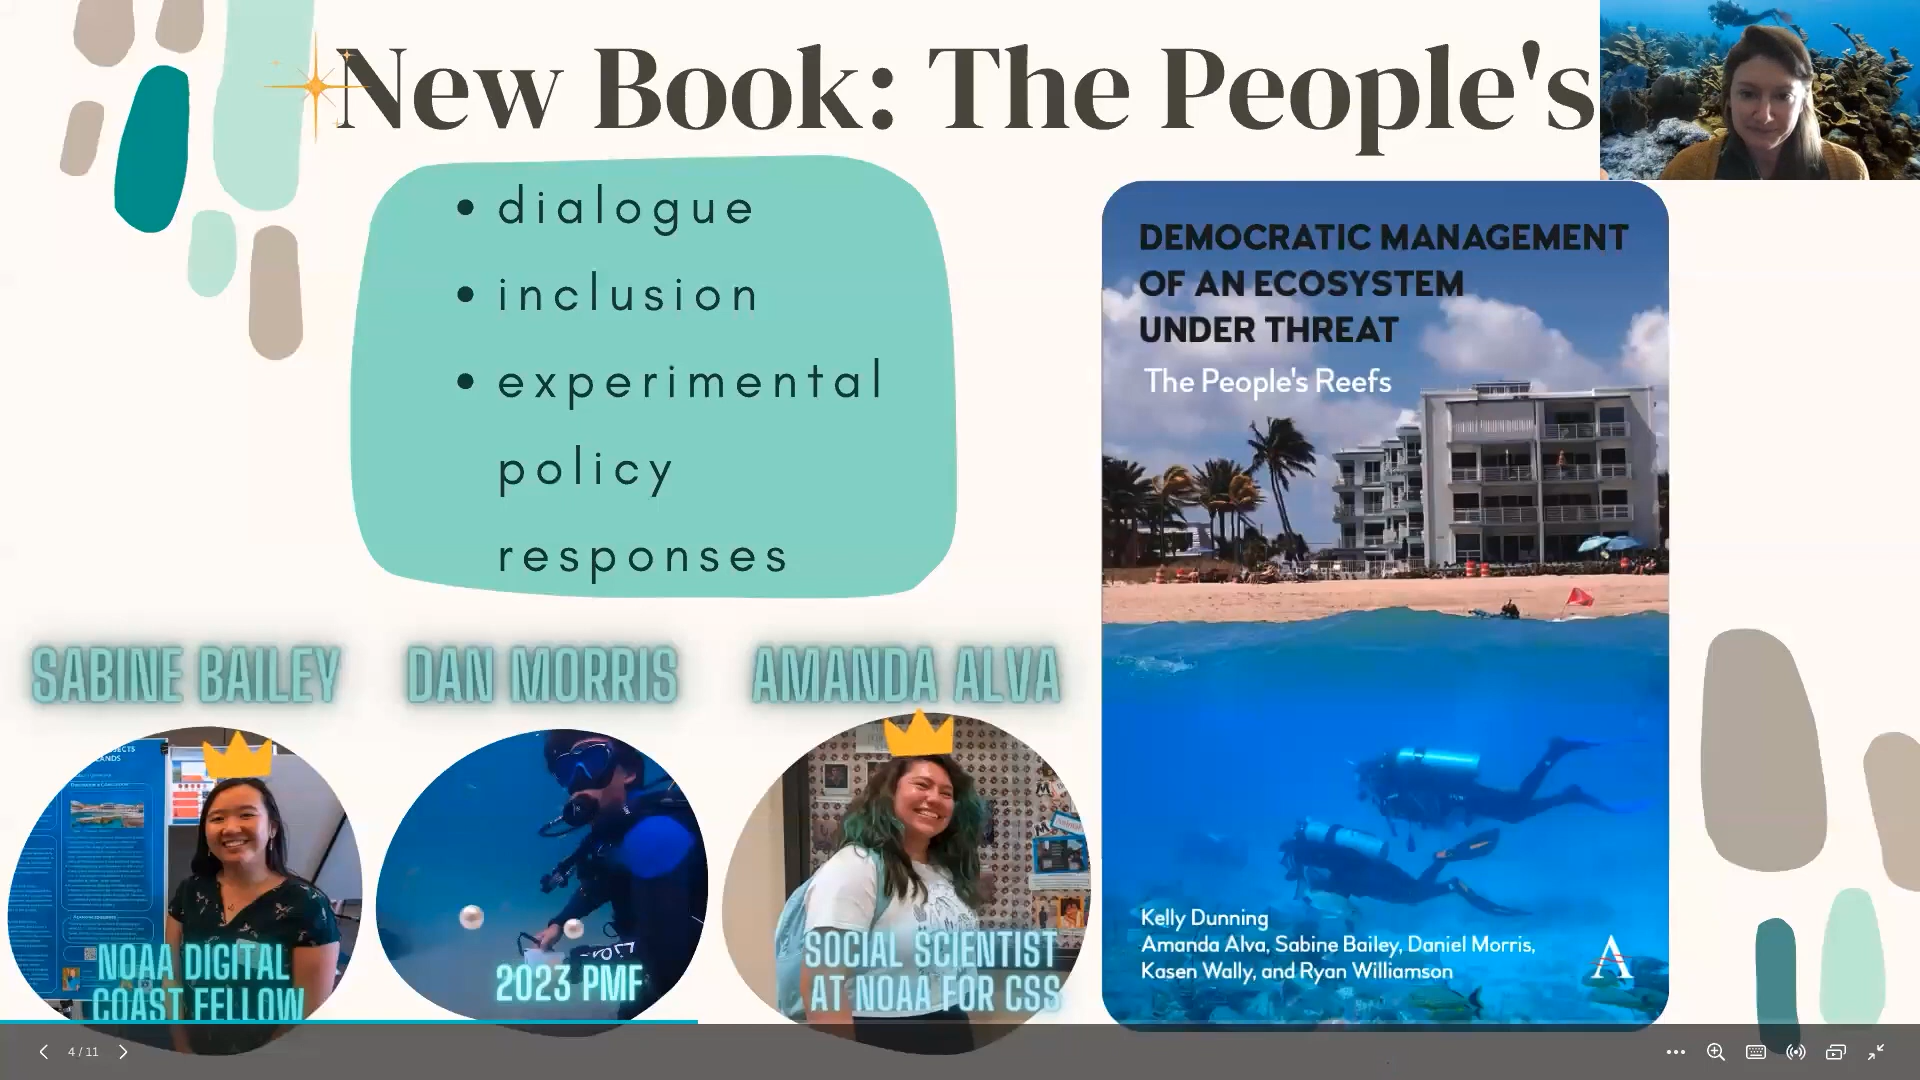 New Book: The People's
dialogue
inclusion
experimental
policy
responses
DEMOCRATIC MANAGEMENT
OF AN ECOSYSTEM
UNDER THREAT
The People's Reefs
SABINE BAILEY
DAN MORRIS
AMANDA ALVA
NOAA DIGITAL
COAST FELLOW
2023 PMF
SOCIAL SCIENTIST
AT NOAA FOR CSS
Kelly Dunning
Amanda Alva, Sabine Bailey, Daniel Morris,
Kasen Wally, and Ryan Williamson
4 / 11